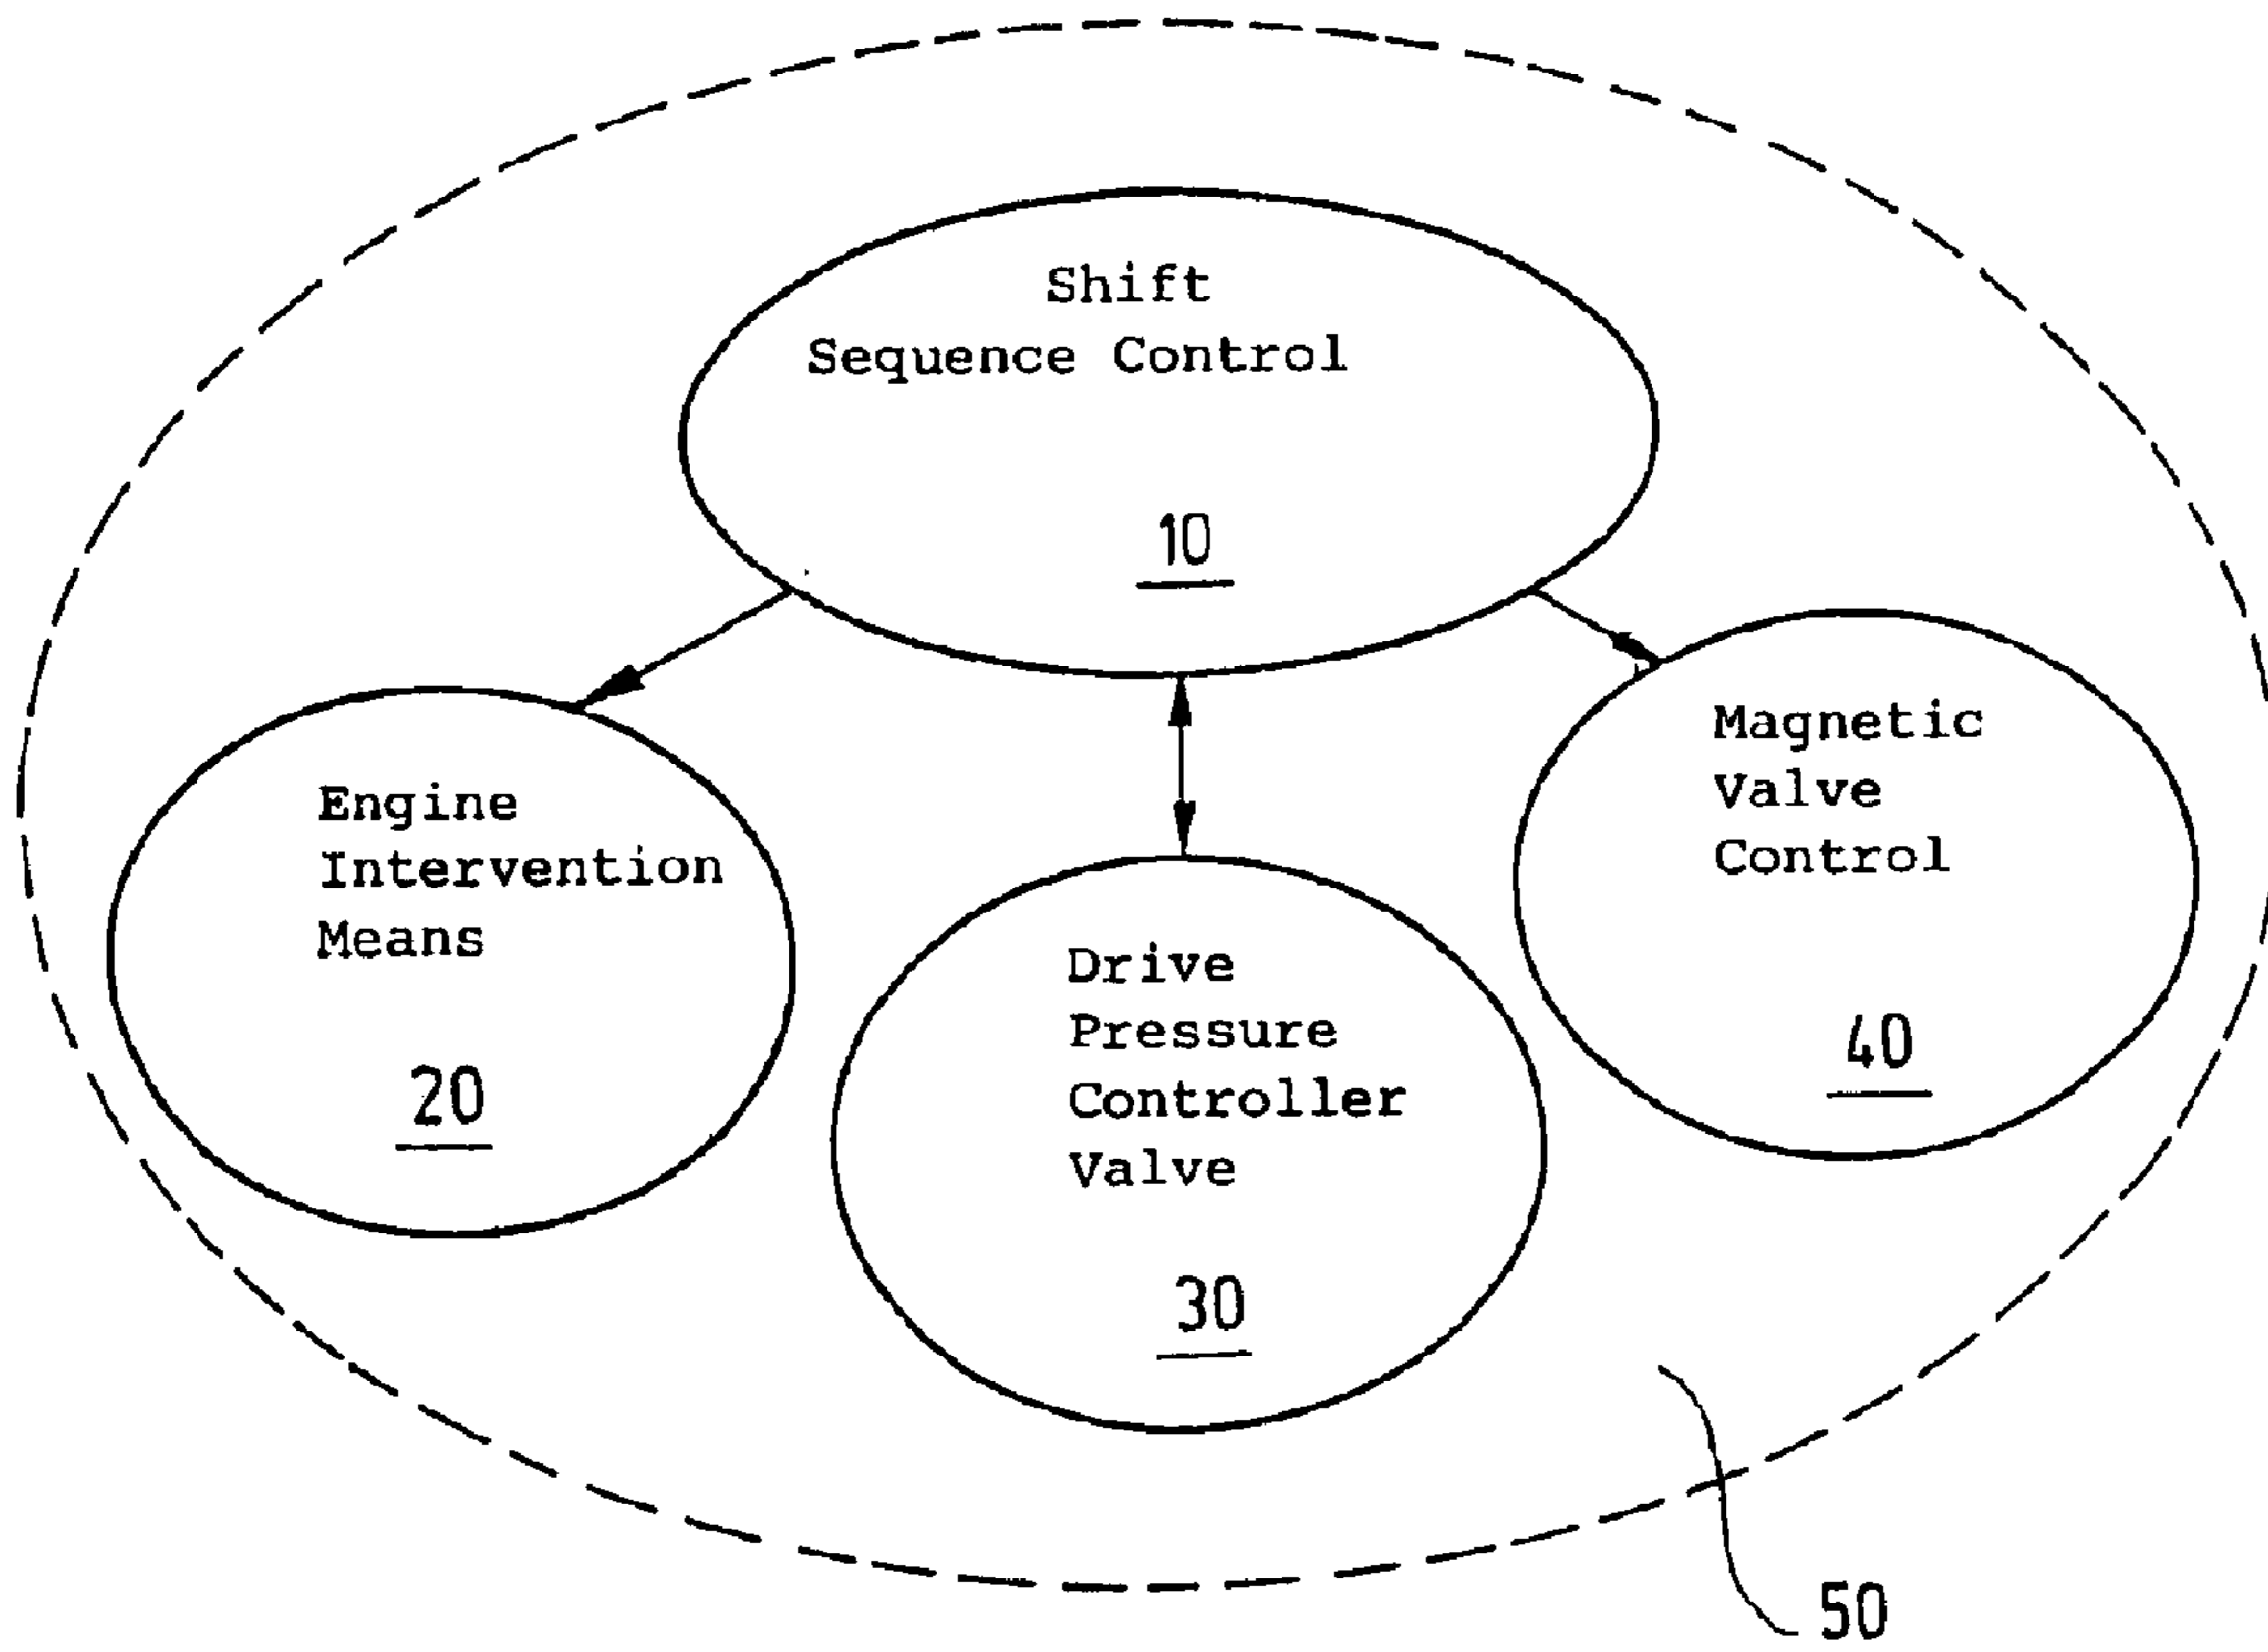 Shift
Sequence Control
10
Engine
Intervention
Means
20
Drive
Pressure
Controller
Valve
30
Magnetic
Valve
Control
40
50